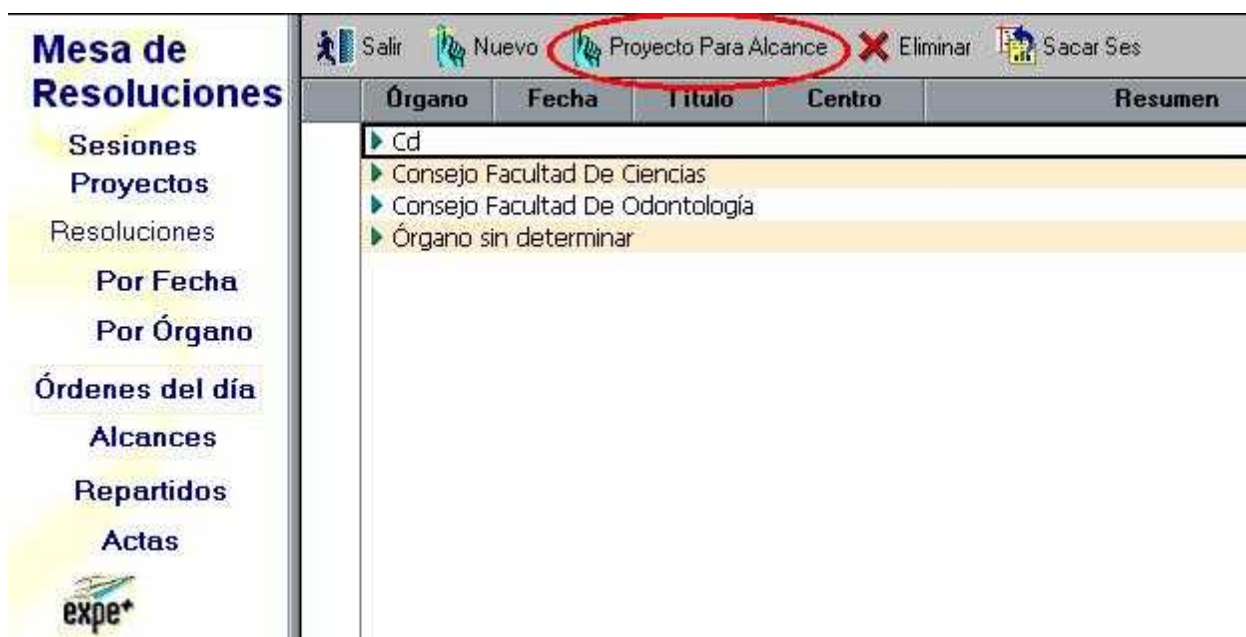 Mesa de
Resoluciones
Sesiones
Proyectos
Resoluciones
Por Fecha
Por Órgano
Órdenes del día
Alcances
Repartidos
Actas
expe+
Salir Nuevo Proyecto Para Alcance Eliminar Sacar Ses
Órgano Fecha Título Centro Resumen
Cd
Consejo Facultad De Ciencias
Consejo Facultad De Odontología
Órgano sin determinar